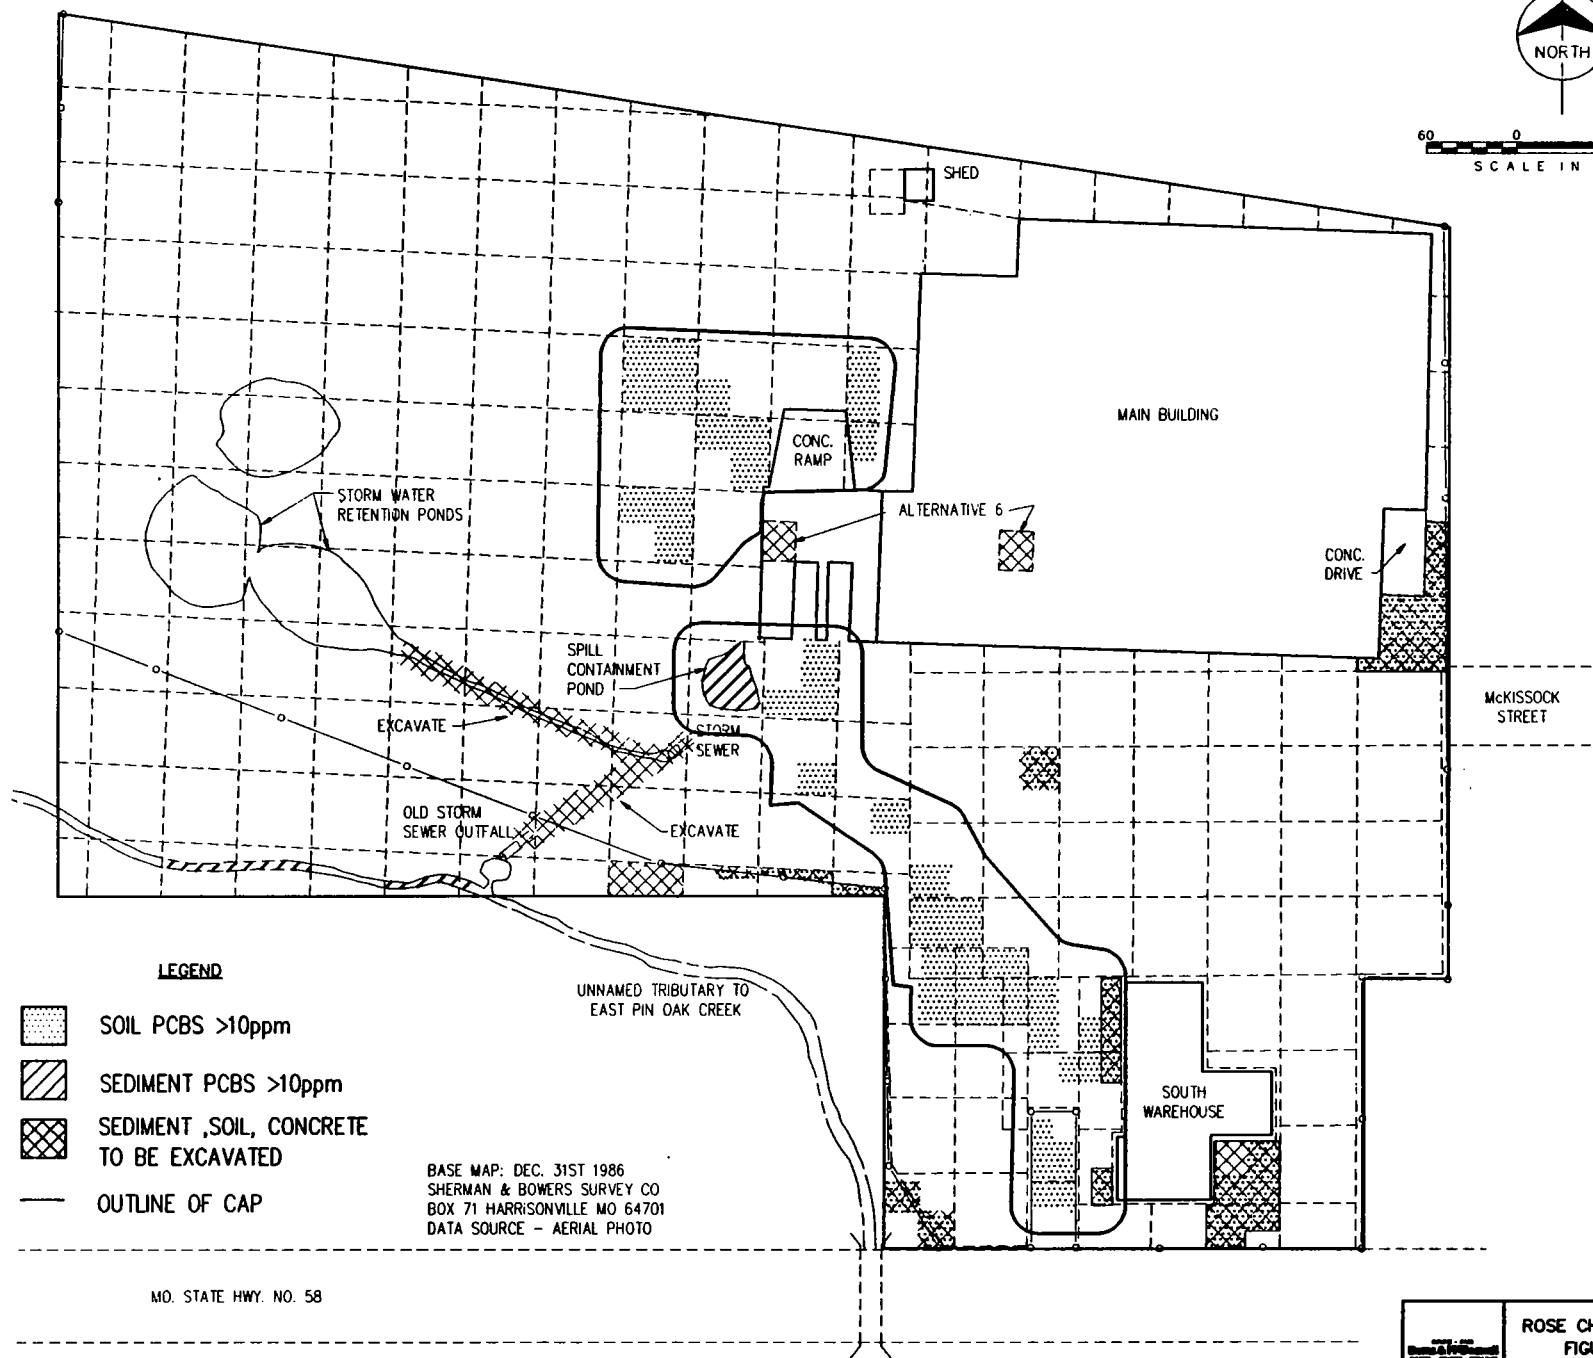 NORTH
60 0
SCALE IN
SHED
MAIN BUILDING
CONC.
RAMP
STORM WATER
RETENTION PONDS
ALTERNATIVE 6
CONC.
DRIVE
SPILL
CONTAINMENT
POND
McKISSOCK
STREET
EXCAVATE
STORM
SEWER
OLD STORM
SEWER OUTFALL
EXCAVATE
UNNAMED TRIBUTARY TO
EAST PIN OAK CREEK
LEGEND
SOIL PCBS >10ppm
SEDIMENT PCBS >10ppm
SEDIMENT ,SOIL, CONCRETE
TO BE EXCAVATED
OUTLINE OF CAP
SOUTH
WAREHOUSE
BASE MAP: DEC. 31ST 1986
SHERMAN & BOWERS SURVEY CO
BOX 71 HARRISONVILLE MO 64701
DATA SOURCE - AERIAL PHOTO
MO. STATE HWY. NO. 58
ROSE CH
FIG